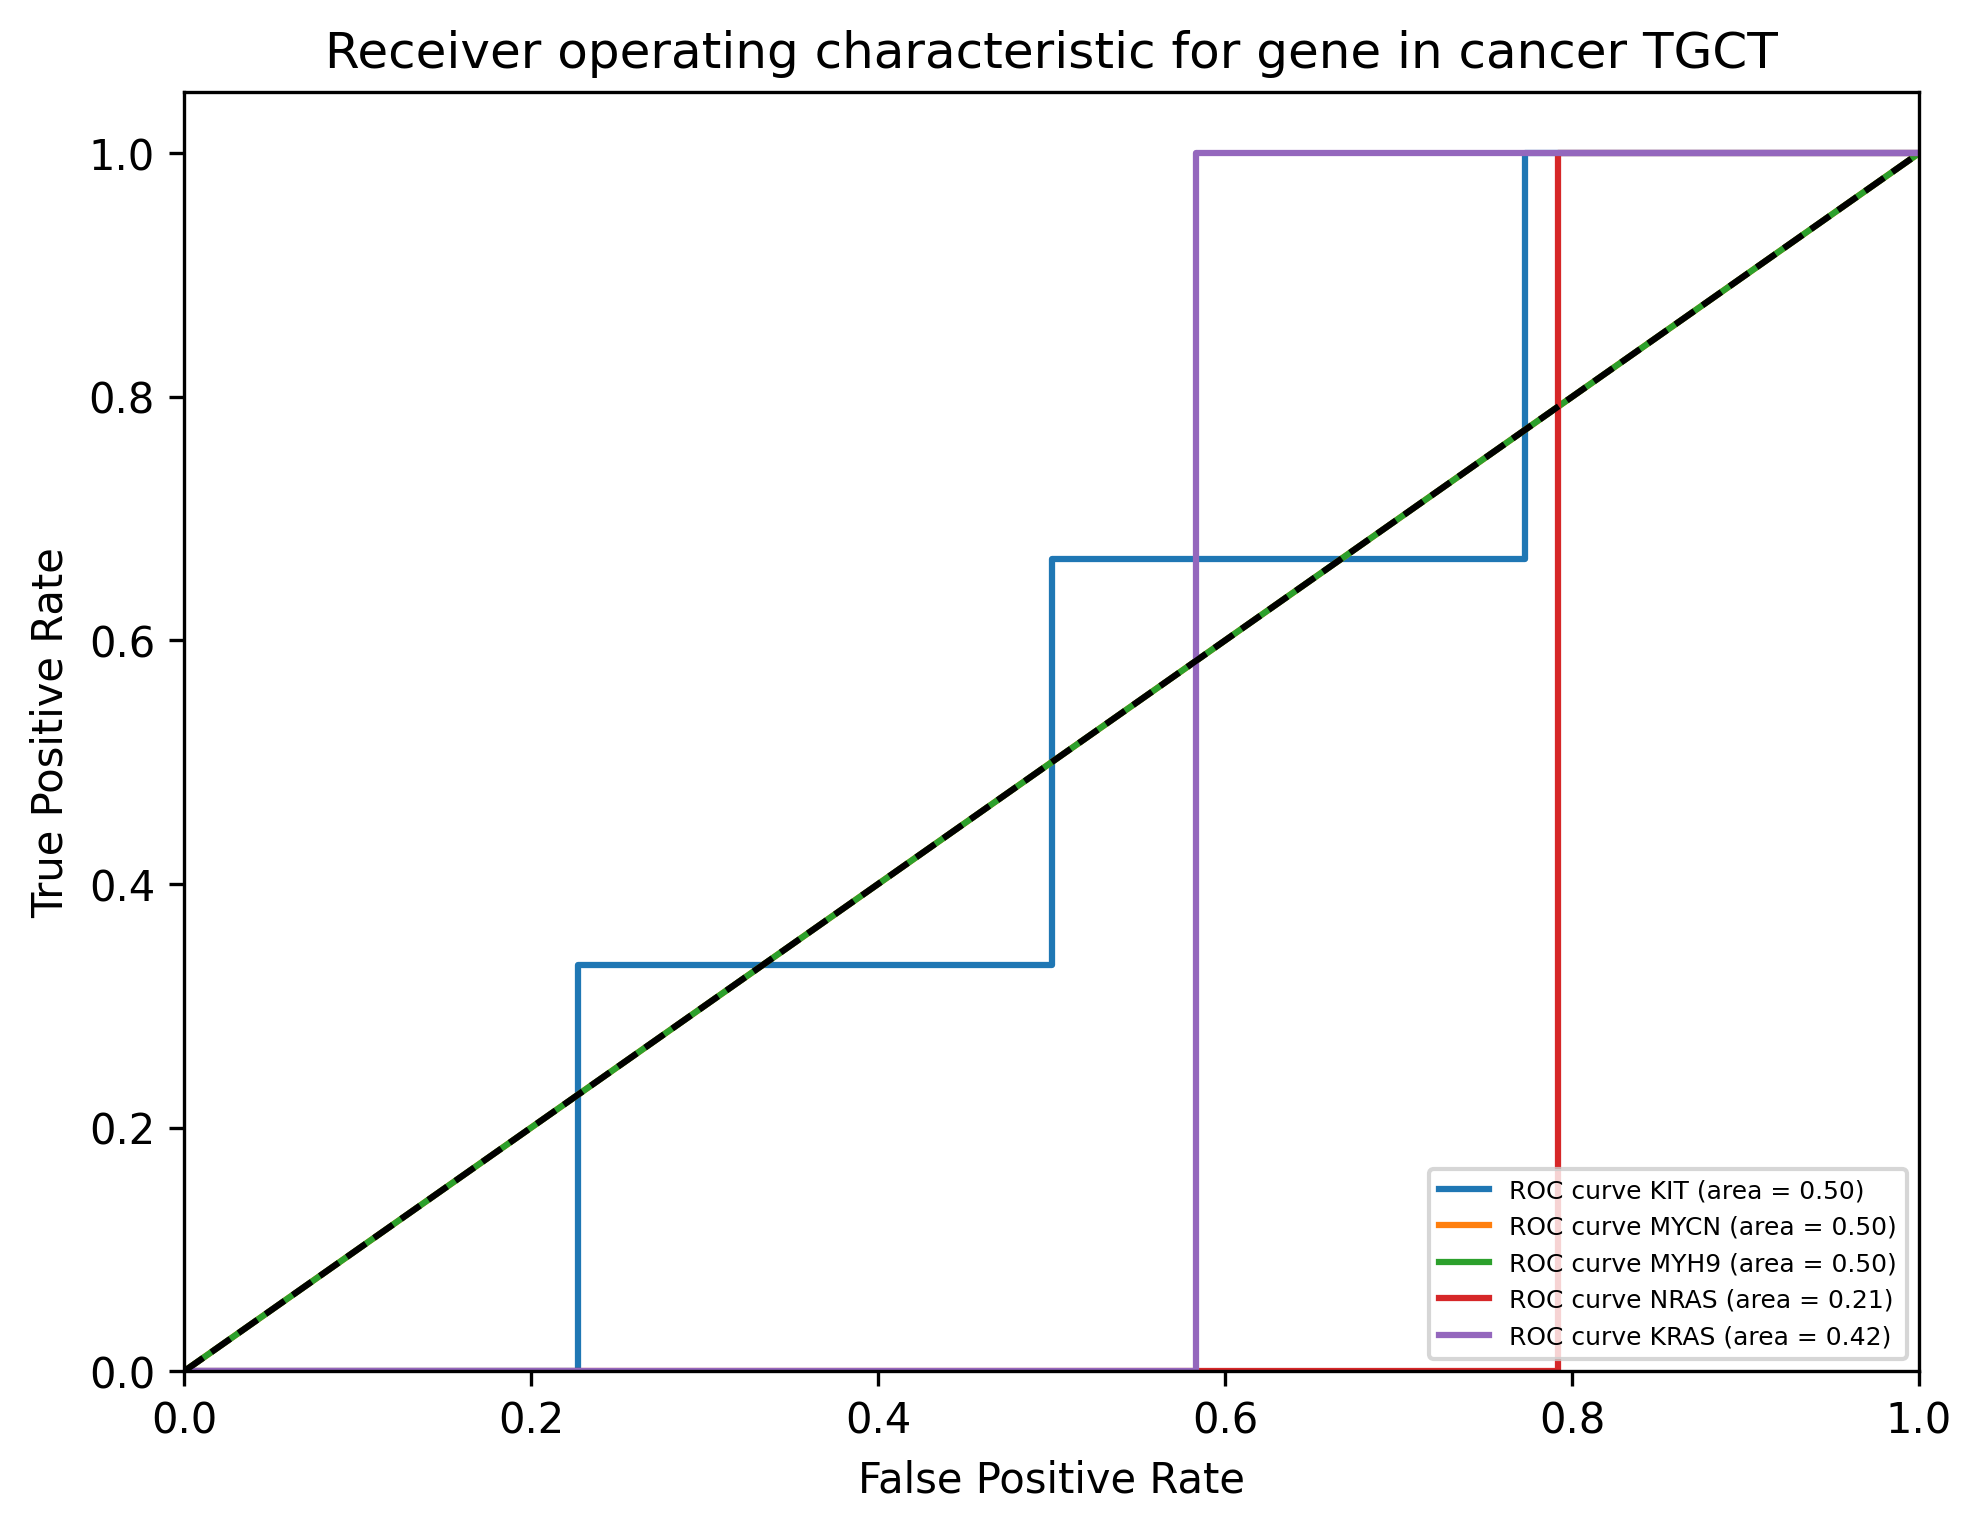 Receiver operating characteristic for gene in cancer TGCT
True Positive Rate
1.0
0.8
0.6
0.4
0.2
0.0
ROC curve KIT (area = 0.50)
ROC curve MYCN (area = 0.50)
ROC curve MYH9 (area = 0.50)
ROC curve NRAS (area = 0.21)
ROC curve KRAS (area = 0.42)
0.0 0.2 0.4 0.6 0.8 1.0
False Positive Rate